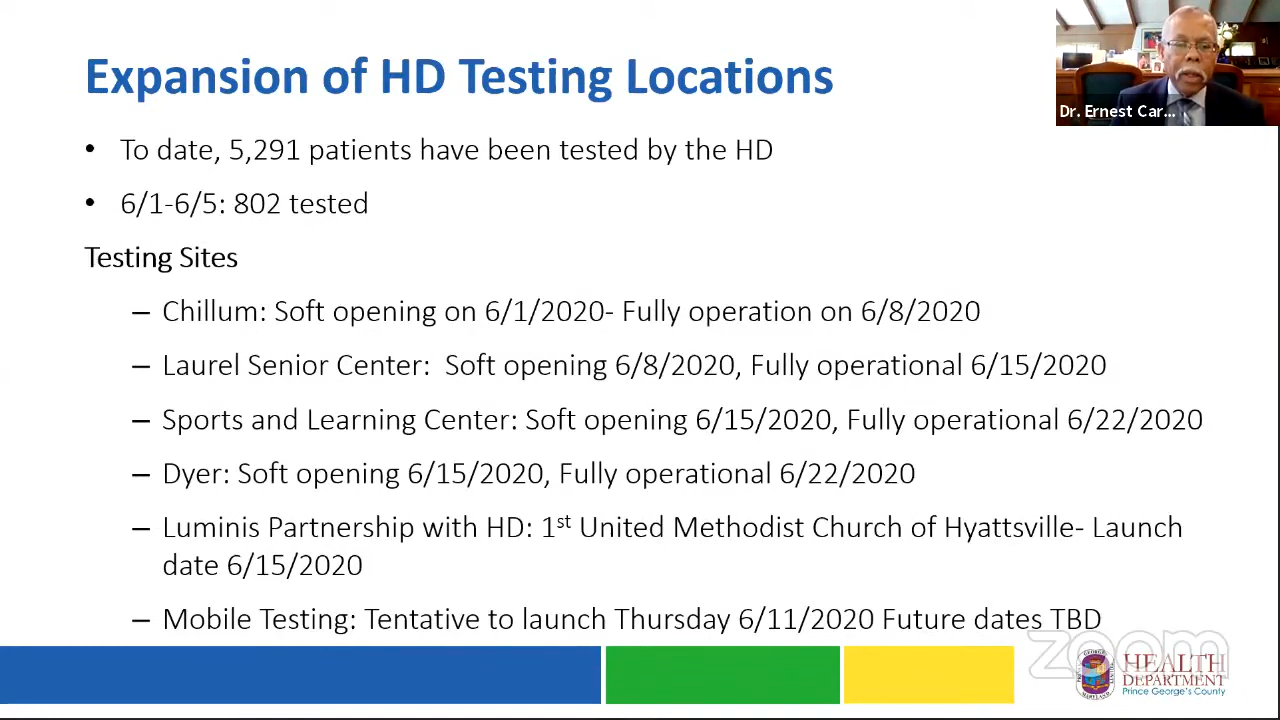 Expansion of HD Testing Locations
Dr. Ernest Car...
• To date, 5,291 patients have been tested by the HD
• 6/1-6/5: 802 tested
Testing Sites
– Chillum: Soft opening on 6/1/2020- Fully operation on 6/8/2020
– Laurel Senior Center: Soft opening 6/8/2020, Fully operational 6/15/2020
– Sports and Learning Center: Soft opening 6/15/2020, Fully operational 6/22/2020
– Dyer: Soft opening 6/15/2020, Fully operational 6/22/2020
– Luminis Partnership with HD: 1st United Methodist Church of Hyattsville- Launch
date 6/15/2020
– Mobile Testing: Tentative to launch Thursday 6/11/2020 Future dates TBD
zoom
HEALTH
DEPARTMENT
Prince George's County